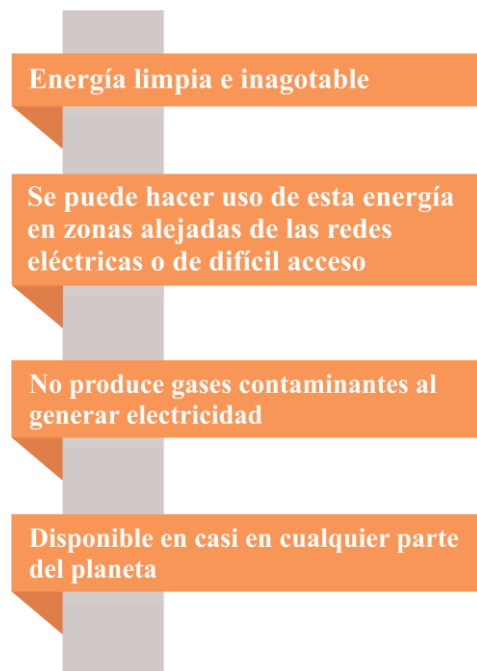 Energía limpia e inagotable
Se puede hacer uso de esta energía
en zonas alejadas de las redes
eléctricas o de difícil acceso
No produce gases contaminantes al
generar electricidad
Disponible en casi en cualquier parte
del planeta